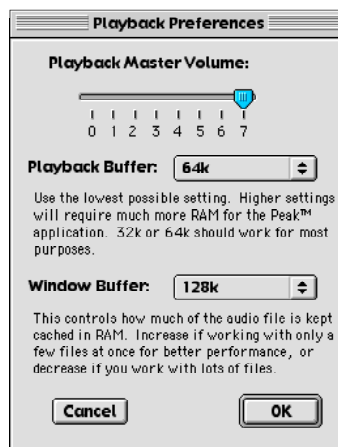 Playback Preferences
Playback Master Volume:
0 1 2 3 4 5 6 7
Playback Buffer: 64k
Use the lowest possible setting. Higher settings
will require much more RAM for the Peak™
application. 32k or 64k should work for most
purposes.
Window Buffer: 128k
This controls how much of the audio file is kept
cached in RAM. Increase if working with only a
few files at once for better performance, or
decrease if you work with lots of files.
Cancel OK